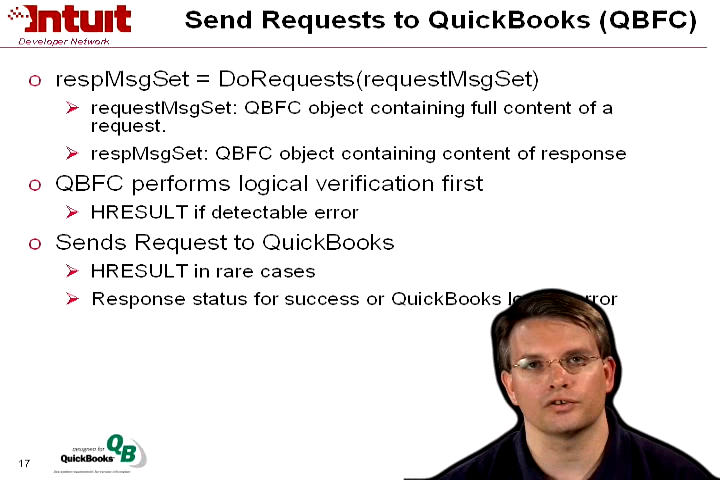 Intuit
Developer Network
Send Requests to QuickBooks (QBFC)
o respMsgSet = DoRequests(requestMsgSet)
➢ requestMsgSet: QBFC object containing full content of a
request.
➢ respMsgSet: QBFC object containing content of response
o QBFC performs logical verification first
➢ HRESULT if detectable error
o Sends Request to QuickBooks
➢ HRESULT in rare cases
➢ Response status for success or QuickBooks error
17
designed for
QuickBooks
QB